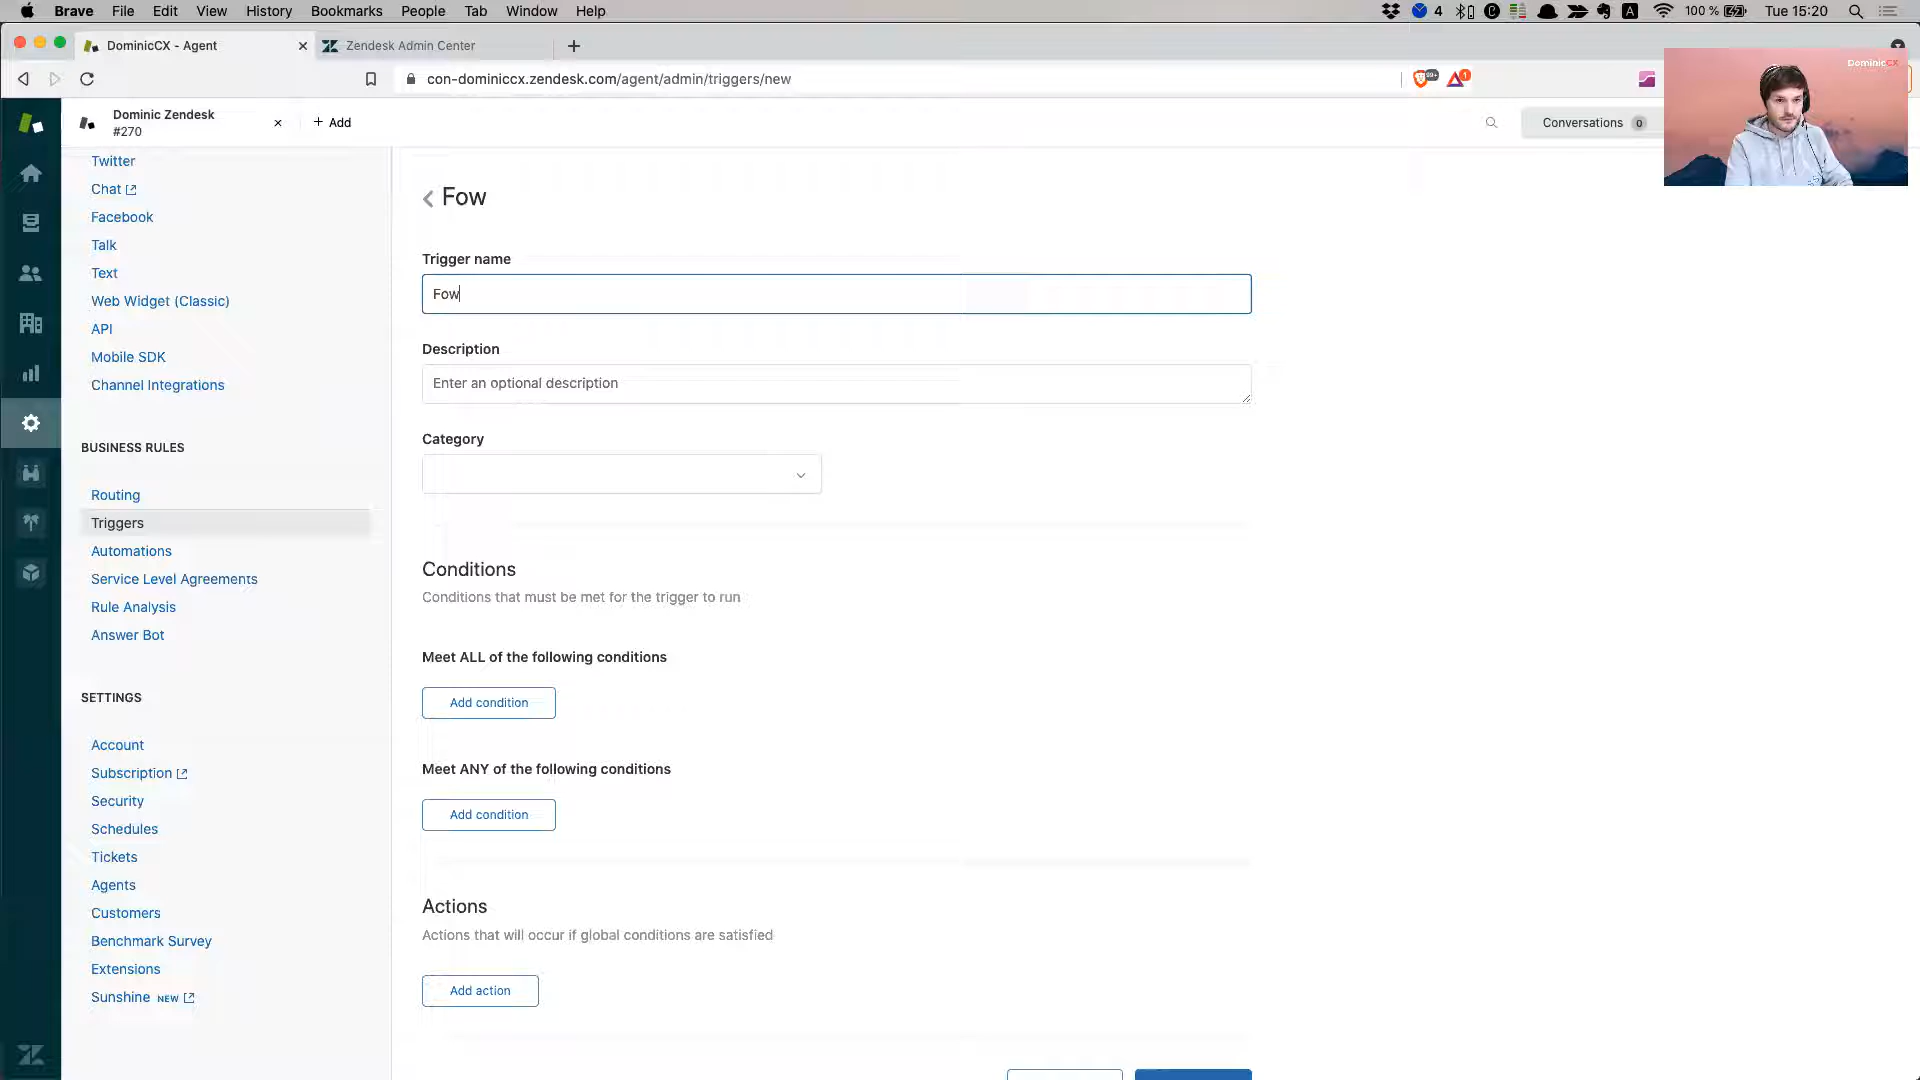 Brave File Edit View History Bookmarks People Tab Window Help
4 100 % Tue 15:20
DominicCX - Agent
Zendesk Admin Center
con-dominiccx.zendesk.com/agent/admin/triggers/new
99+
1
DominicCX
Dominic Zendesk
#270
+ Add
Conversations 0
Twitter
Chat
Facebook
Talk
Text
Web Widget (Classic)
API
Mobile SDK
Channel Integrations
BUSINESS RULES
Routing
Triggers
Automations
Service Level Agreements
Rule Analysis
Answer Bot
SETTINGS
Account
Subscription
Security
Schedules
Tickets
Agents
Customers
Benchmark Survey
Extensions
Sunshine NEW
Fow
Trigger name
Fow
Description
Enter an optional description
Category
Conditions
Conditions that must be met for the trigger to run
Meet ALL of the following conditions
Add condition
Meet ANY of the following conditions
Add condition
Actions
Actions that will occur if global conditions are satisfied
Add action